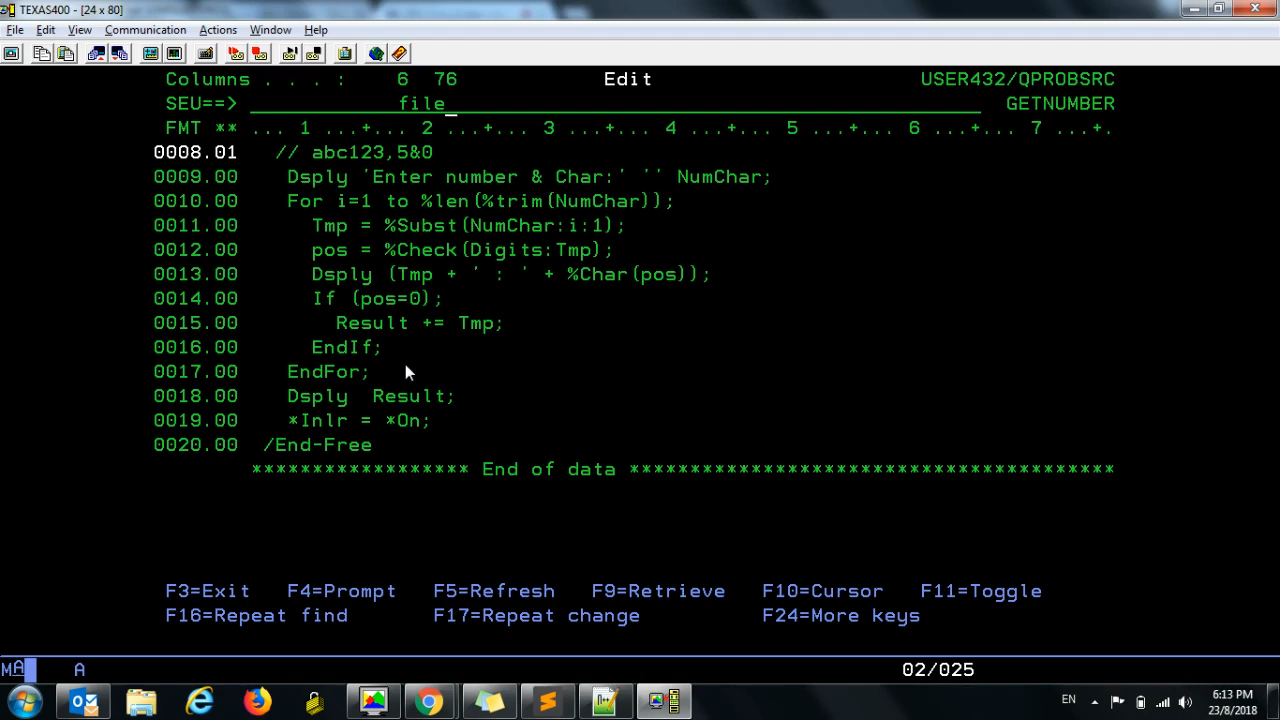 TEXAS400 - [24 x 80]
File Edit View Communication Actions Window Help
Columns . . . :    6  76            Edit                        USER432/QPROBSRC
SEU==>             file                                         GETNUMBER
FMT **  ... 1 ...+... 2 ...+... 3 ...+... 4 ...+... 5 ...+... 6 ...+... 7 ...+.
0008.01   // abc123,5&0
0009.00    Dsply 'Enter number & Char:' '' NumChar;
0010.00    For i=1 to %len(%trim(NumChar));
0011.00      Tmp = %Subst(NumChar:i:1);
0012.00      pos = %Check(Digits:Tmp);
0013.00      Dsply (Tmp + ' : ' + %Char(pos));
0014.00      If (pos=0);
0015.00        Result += Tmp;
0016.00      EndIf;
0017.00    EndFor;
0018.00    Dsply  Result;
0019.00    *Inlr = *On;
0020.00  /End-Free
****************** End of data ****************************************
F3=Exit   F4=Prompt   F5=Refresh   F9=Retrieve   F10=Cursor   F11=Toggle
F16=Repeat find       F17=Repeat change          F24=More keys
MA    A    02/025
EN 6:13 PM
23/8/2018